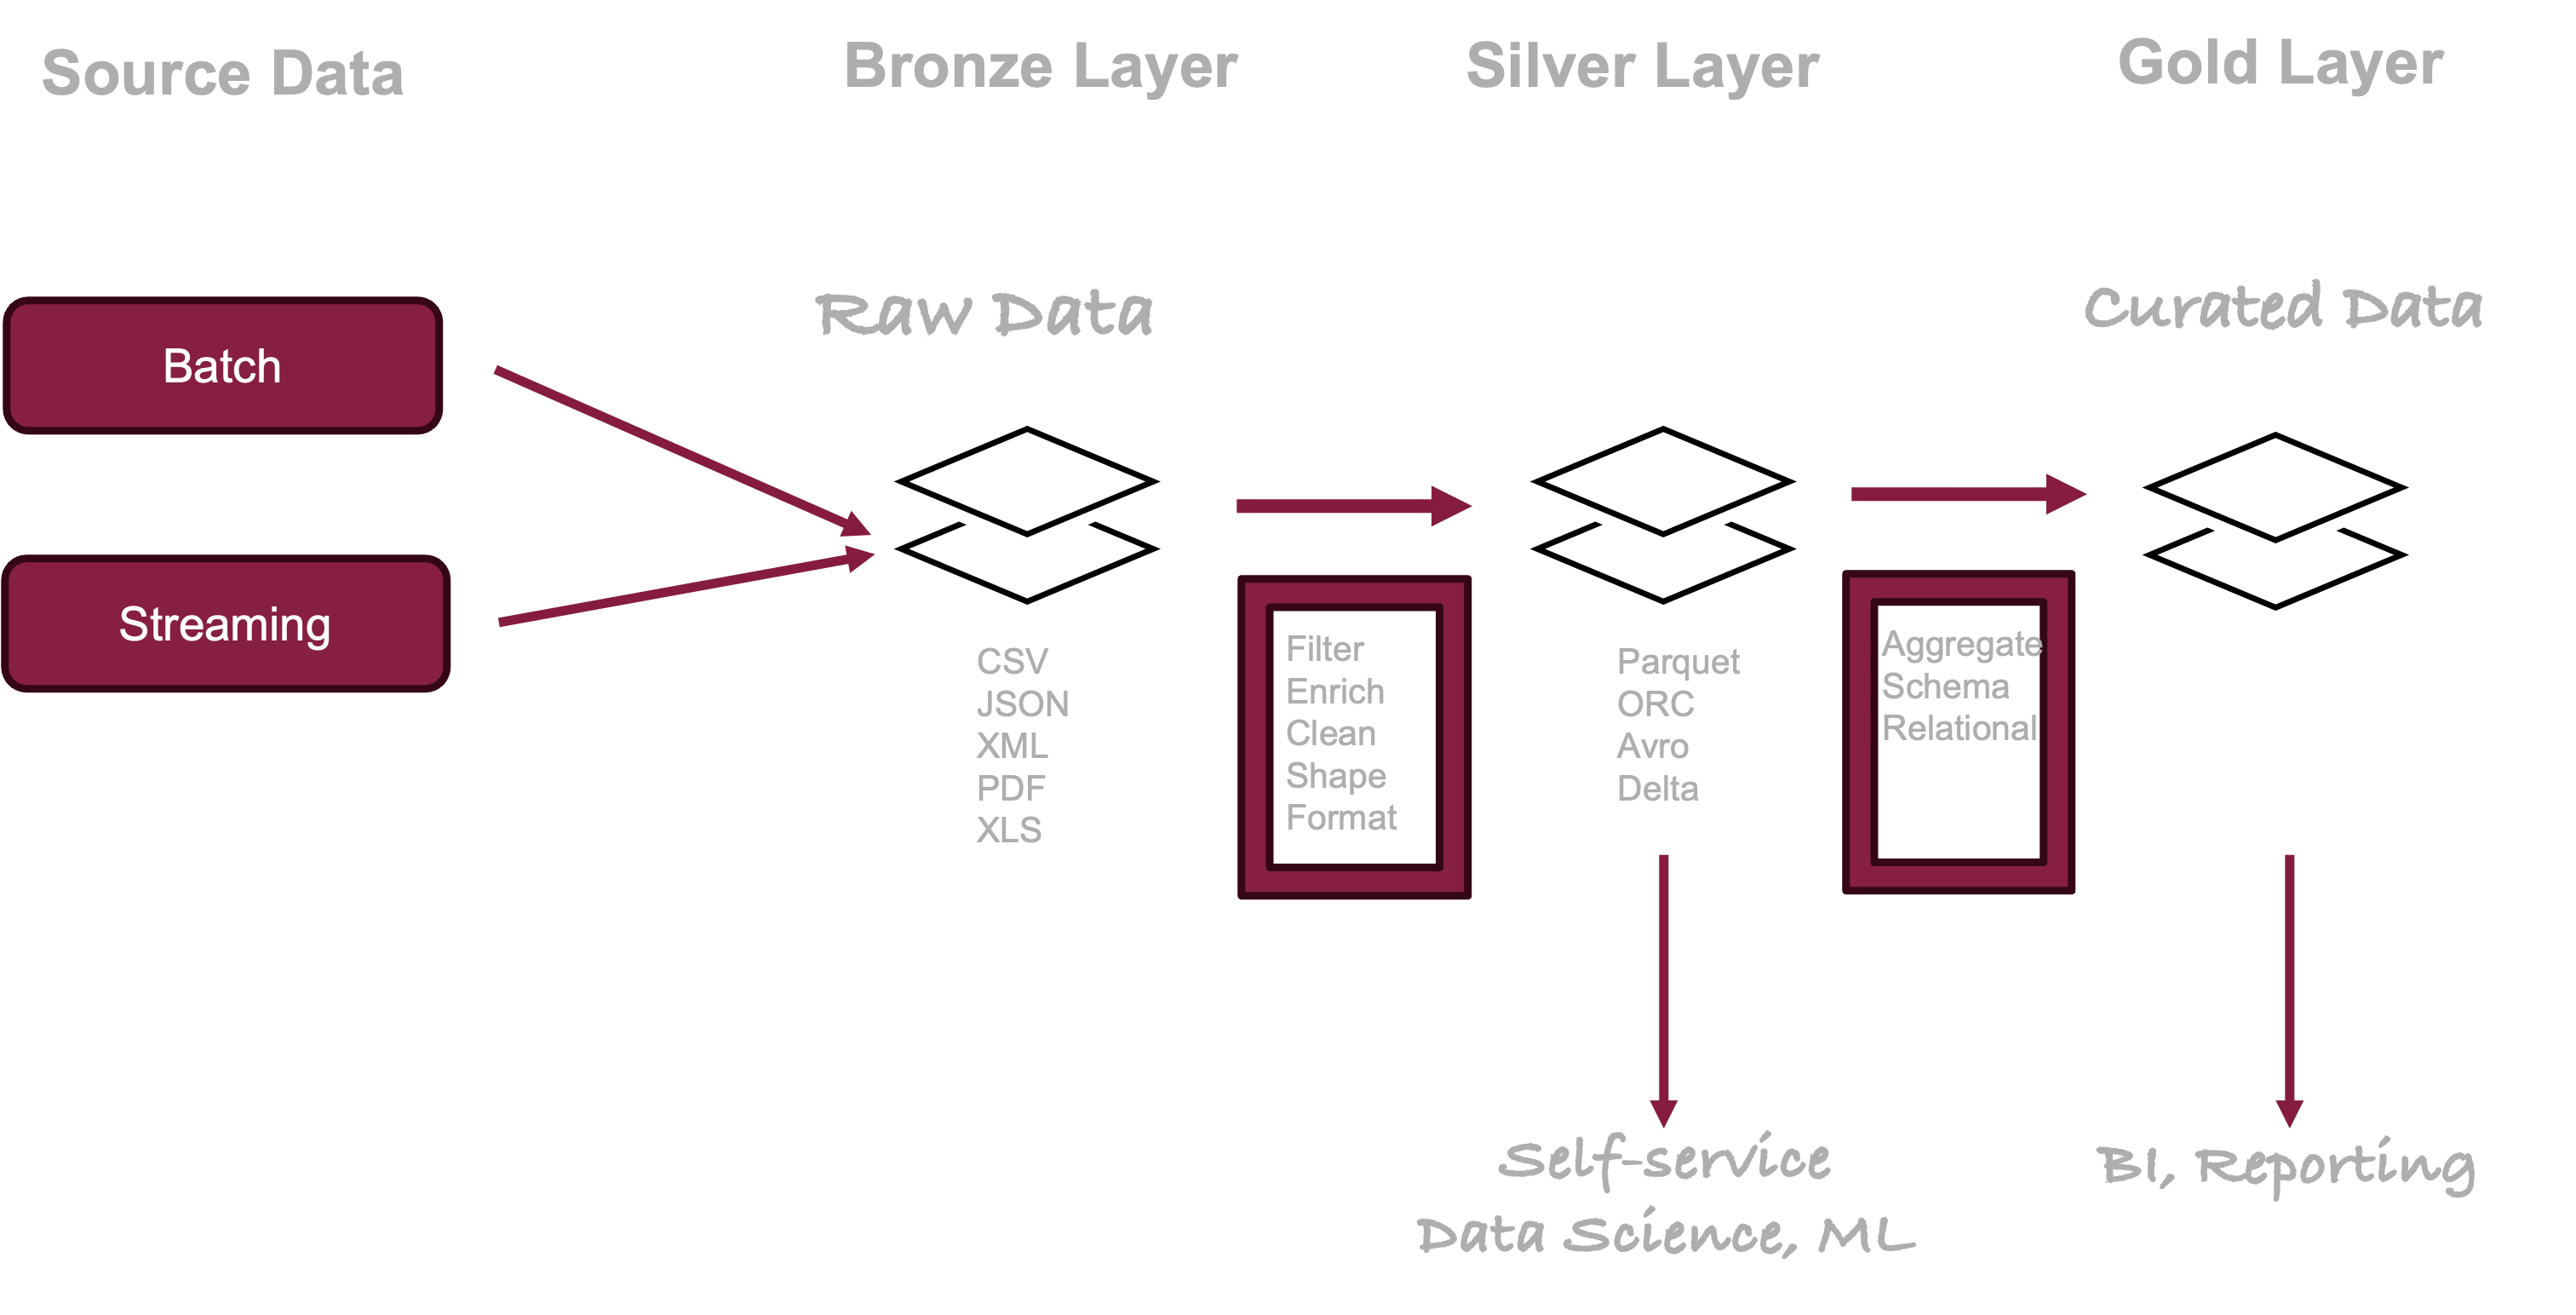 Source Data
Bronze Layer
Silver Layer
Gold Layer
Batch
Streaming
Raw Data
CSV
JSON
XML
PDF
XLS
Filter
Enrich
Clean
Shape
Format
Parquet
ORC
Avro
Delta
Aggregate
Schema
Relational
Curated Data
Self-service
Data Science, ML
BI, Reporting